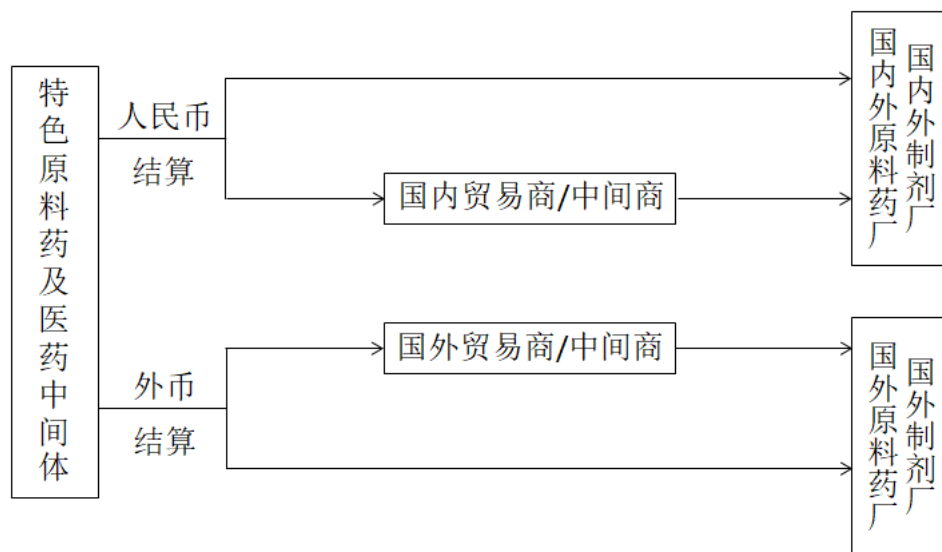 特色原料药及医药中间体
人民币
结算
国内贸易商/中间商
国内外原料药厂
国内外制剂厂
外币
结算
国外贸易商/中间商
国外原料药厂
国外制剂厂